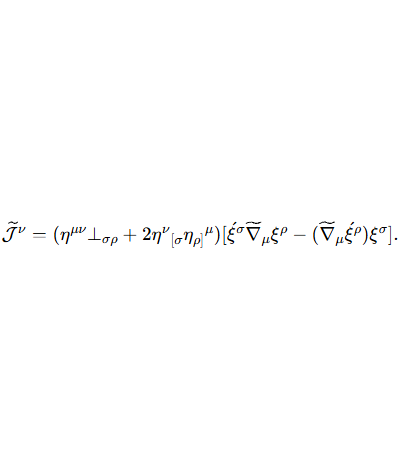 $\widetilde{\mathcal{J}}^{\nu} = (\eta^{\mu\nu} \perp_{\sigma\rho} + 2\eta^{\nu}{}_{[\sigma}\eta_{\rho]}{}^{\mu})[\acute{\xi}^{\sigma}\widetilde{\nabla}_{\mu}\xi^{\rho} - (\widetilde{\nabla}_{\mu}\acute{\xi}^{\rho})\xi^{\sigma}].$